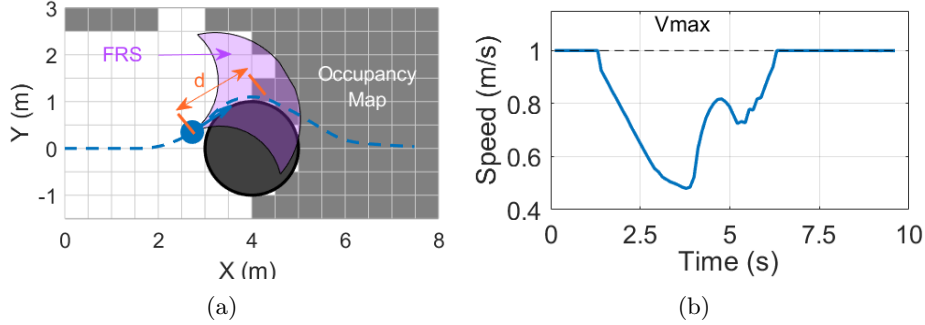 3
2
1
0
-1
Y (m)
FRS
d
Occupancy
Map
0
2
4
6
8
X (m)
(a)
Vmax
1
0.8
0.6
0.4
Speed (m/s)
0
2.5
5
7.5
10
Time (s)
(b)